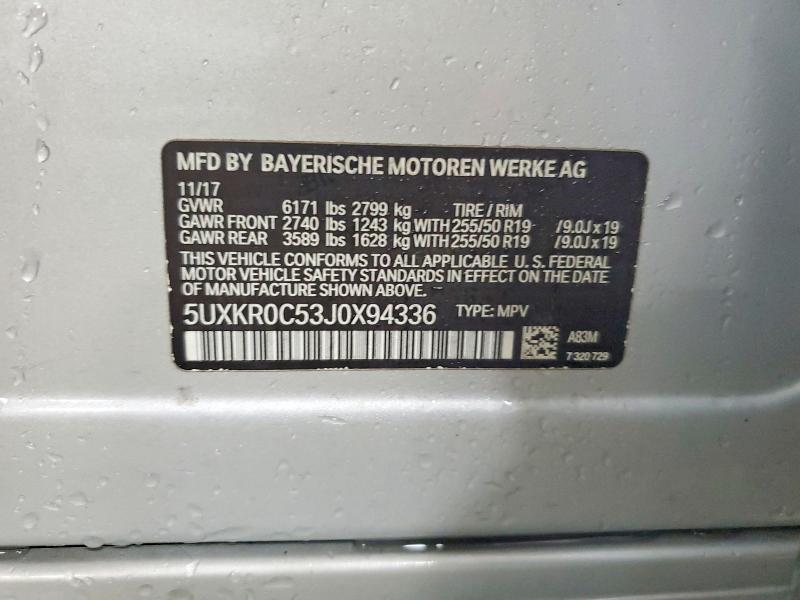 MFD BY BAYERISCHE MOTOREN WERKE AG
11/17
GVWR 6171 lbs 2799 kg TIRE / RIM
GAWR FRONT 2740 lbs 1243 kg WITH 255/50 R19 /9.0J x 19
GAWR REAR 3589 lbs 1628 kg WITH 255/50 R19 /9.0J x 19
THIS VEHICLE CONFORMS TO ALL APPLICABLE U. S. FEDERAL
MOTOR VEHICLE SAFETY STANDARDS IN EFFECT ON THE DATE
OF MANUFACTURE SHOWN ABOVE.
5UXKR0C53J0X94336 TYPE: MPV
A83M
7 320 729